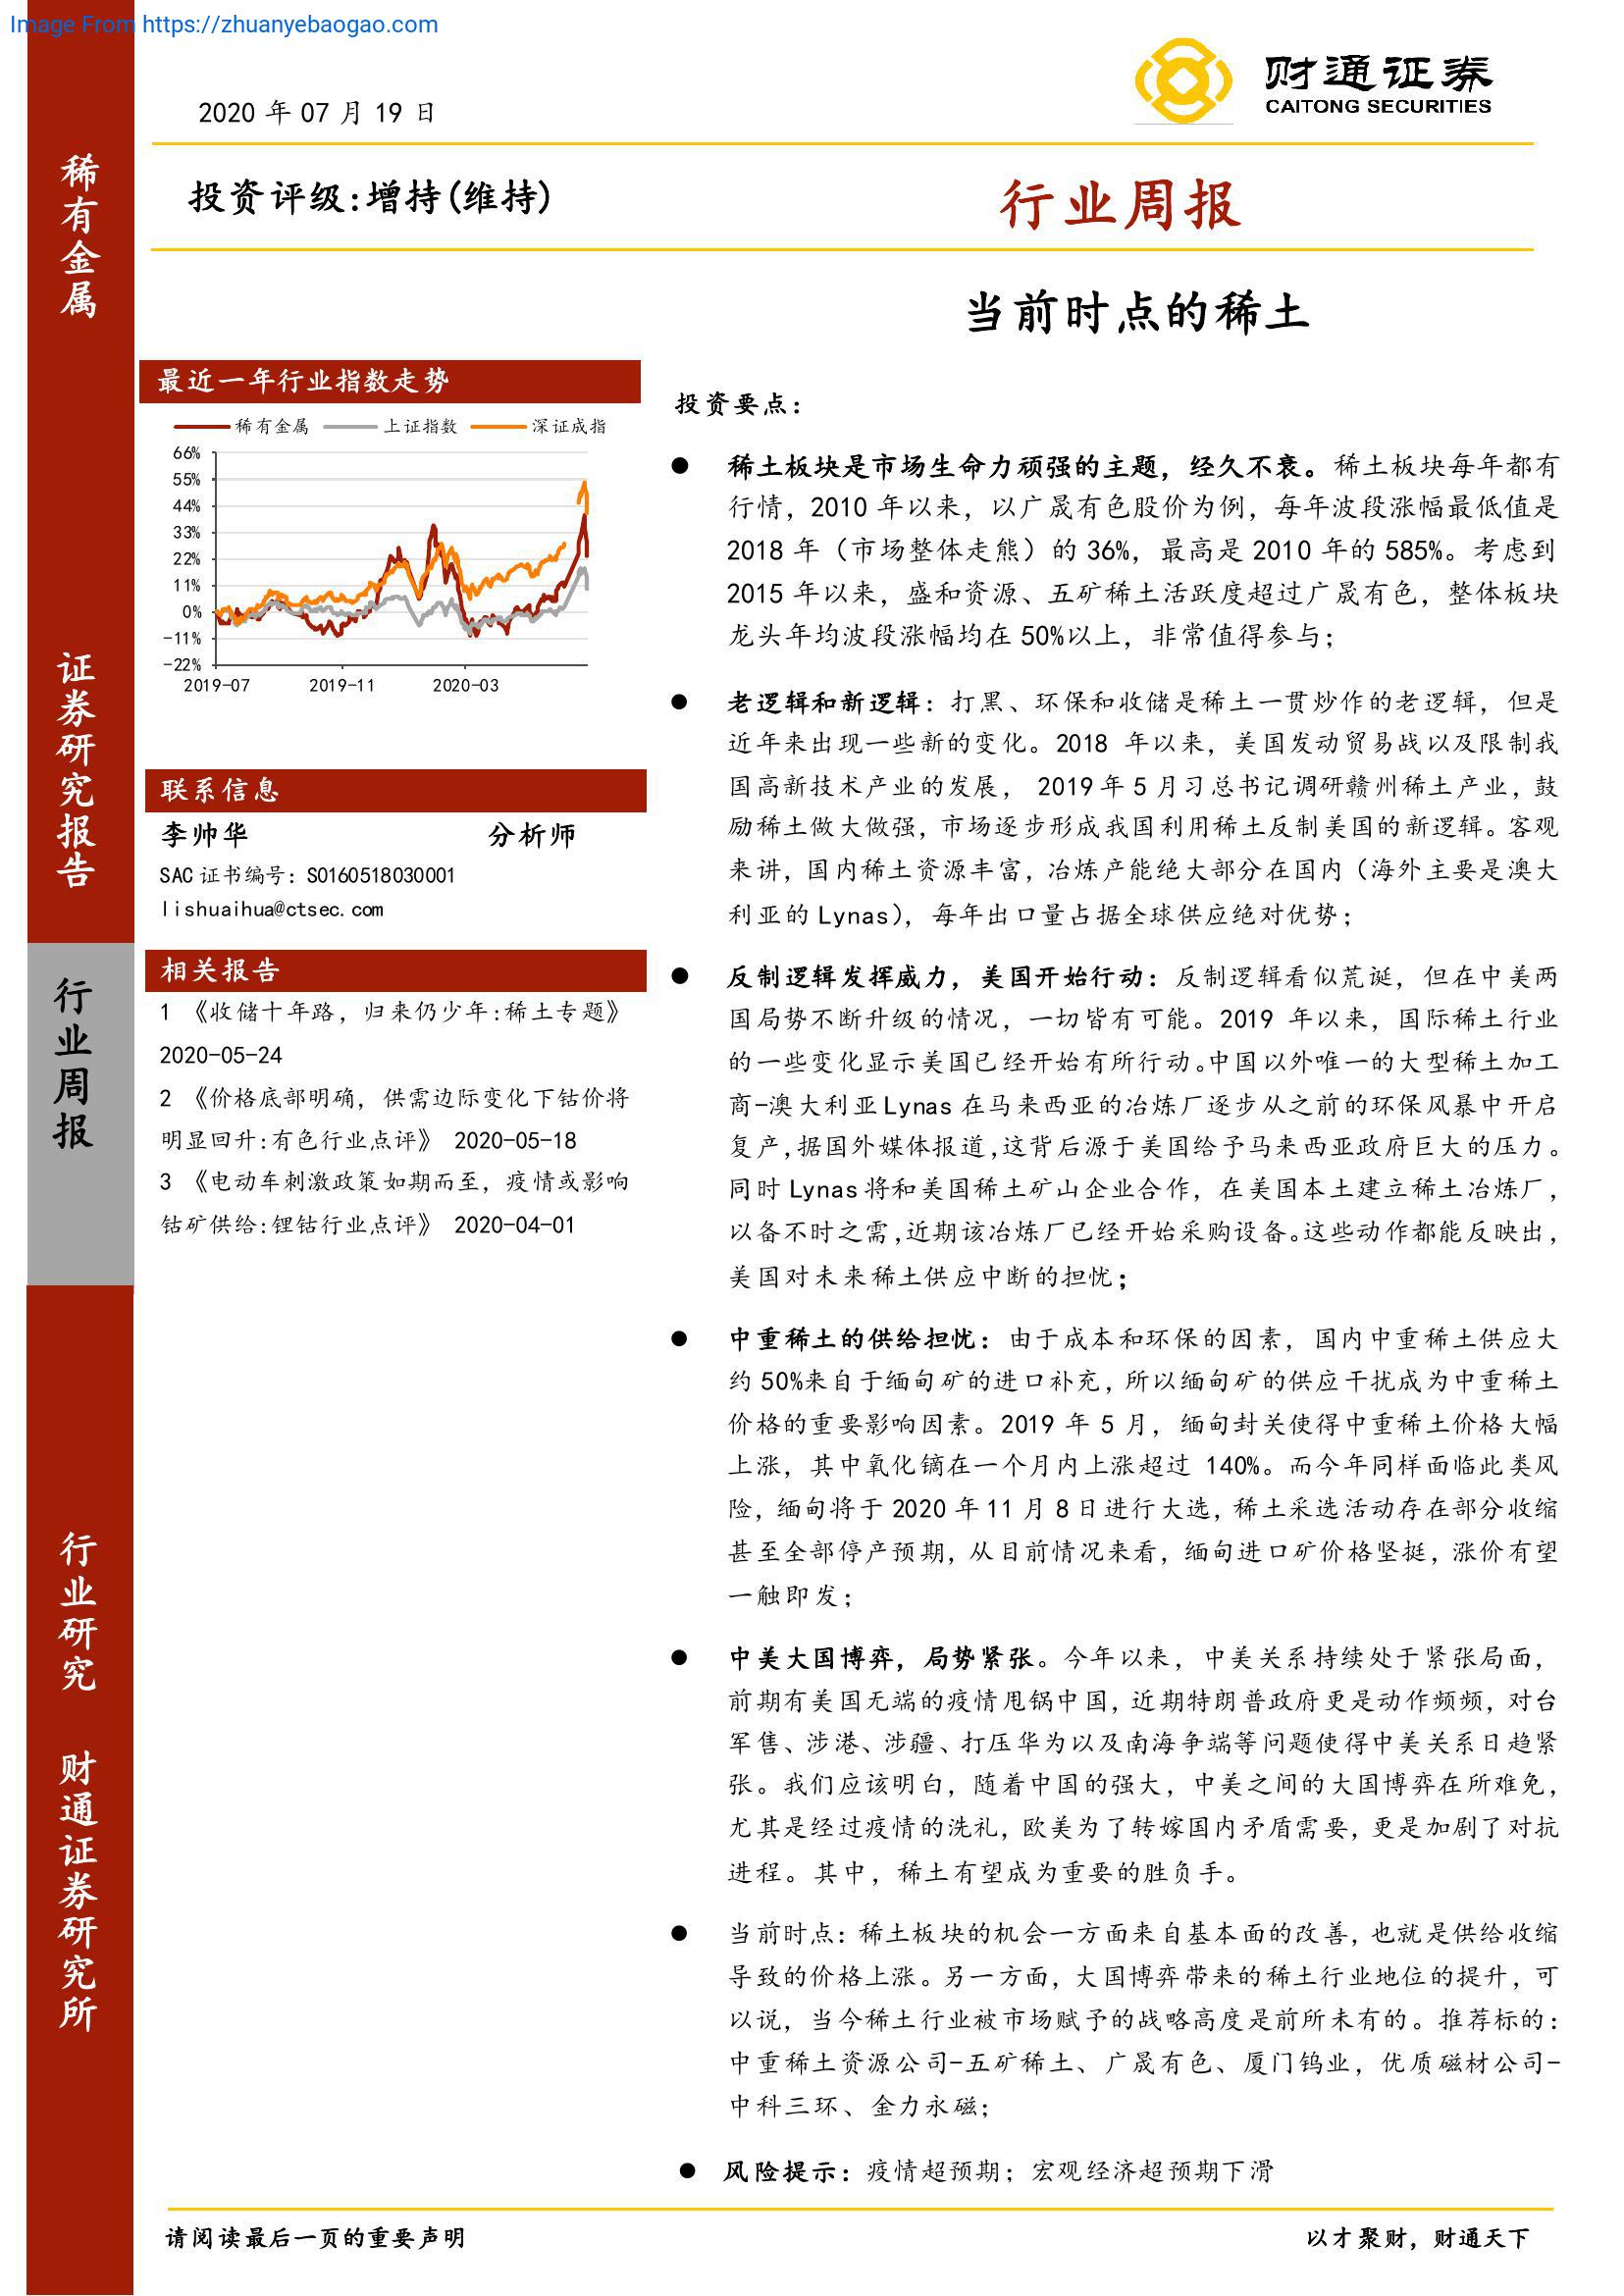 Image From https://zhuanyebaogao.com
财通证券
CAITONG SECURITIES
2020 年 07 月 19 日
投资评级:增持(维持)
行业周报
稀有金属
证券研究报告
行业周报
行业研究
财通证券研究所
当前时点的稀土
最近一年行业指数走势
稀有金属 上证指数 深证成指
66%
55%
44%
33%
22%
11%
0%
-11%
-22%
2019-07 2019-11 2020-03
联系信息
李帅华 分析师
SAC 证书编号: S0160518030001
lishuaihua@ctsec.com
相关报告
1 《收储十年路，归来仍少年:稀土专题》
2020-05-24
2 《价格底部明确，供需边际变化下钴价将
明显回升:有色行业点评》 2020-05-18
3 《电动车刺激政策如期而至，疫情或影响
钴矿供给:锂钴行业点评》 2020-04-01
投资要点：
● 稀土板块是市场生命力顽强的主题，经久不衰。稀土板块每年都有
行情，2010 年以来，以广晟有色股价为例，每年波段涨幅最低值是
2018 年（市场整体走熊）的 36%，最高是 2010 年的 585%。考虑到
2015 年以来，盛和资源、五矿稀土活跃度超过广晟有色，整体板块
龙头年均波段涨幅均在 50%以上，非常值得参与；
● 老逻辑和新逻辑：打黑、环保和收储是稀土一贯炒作的老逻辑，但是
近年来出现一些新的变化。2018 年以来，美国发动贸易战以及限制我
国高新技术产业的发展， 2019 年 5 月习总书记调研赣州稀土产业，鼓
励稀土做大做强，市场逐步形成我国利用稀土反制美国的新逻辑。客观
来讲，国内稀土资源丰富，冶炼产能绝大部分在国内（海外主要是澳大
利亚的 Lynas），每年出口量占据全球供应绝对优势；
● 反制逻辑发挥威力，美国开始行动：反制逻辑看似荒诞，但在中美两
国局势不断升级的情况，一切皆有可能。2019 年以来，国际稀土行业
的一些变化显示美国已经开始有所行动。中国以外唯一的大型稀土加工
商-澳大利亚 Lynas 在马来西亚的冶炼厂逐步从之前的环保风暴中开启
复产,据国外媒体报道,这背后源于美国给予马来西亚政府巨大的压力。
同时 Lynas 将和美国稀土矿山企业合作，在美国本土建立稀土冶炼厂，
以备不时之需,近期该冶炼厂已经开始采购设备。这些动作都能反映出，
美国对未来稀土供应中断的担忧；
● 中重稀土的供给担忧：由于成本和环保的因素，国内中重稀土供应大
约 50%来自于缅甸矿的进口补充，所以缅甸矿的供应干扰成为中重稀土
价格的重要影响因素。2019 年 5 月，缅甸封关使得中重稀土价格大幅
上涨，其中氧化镝在一个月内上涨超过 140%。而今年同样面临此类风
险，缅甸将于 2020 年 11 月 8 日进行大选，稀土采选活动存在部分收缩
甚至全部停产预期，从目前情况来看，缅甸进口矿价格坚挺，涨价有望
一触即发；
● 中美大国博弈，局势紧张。今年以来，中美关系持续处于紧张局面，
前期有美国无端的疫情甩锅中国，近期特朗普政府更是动作频频，对台
军售、涉港、涉疆、打压华为以及南海争端等问题使得中美关系日趋紧
张。我们应该明白，随着中国的强大，中美之间的大国博弈在所难免，
尤其是经过疫情的洗礼，欧美为了转嫁国内矛盾需要，更是加剧了对抗
进程。其中，稀土有望成为重要的胜负手。
● 当前时点：稀土板块的机会一方面来自基本面的改善，也就是供给收缩
导致的价格上涨。另一方面，大国博弈带来的稀土行业地位的提升，可
以说，当今稀土行业被市场赋予的战略高度是前所未有的。推荐标的：
中重稀土资源公司-五矿稀土、广晟有色、厦门钨业，优质磁材公司-
中科三环、金力永磁；
● 风险提示：疫情超预期；宏观经济超预期下滑
请阅读最后一页的重要声明
以才聚财，财通天下